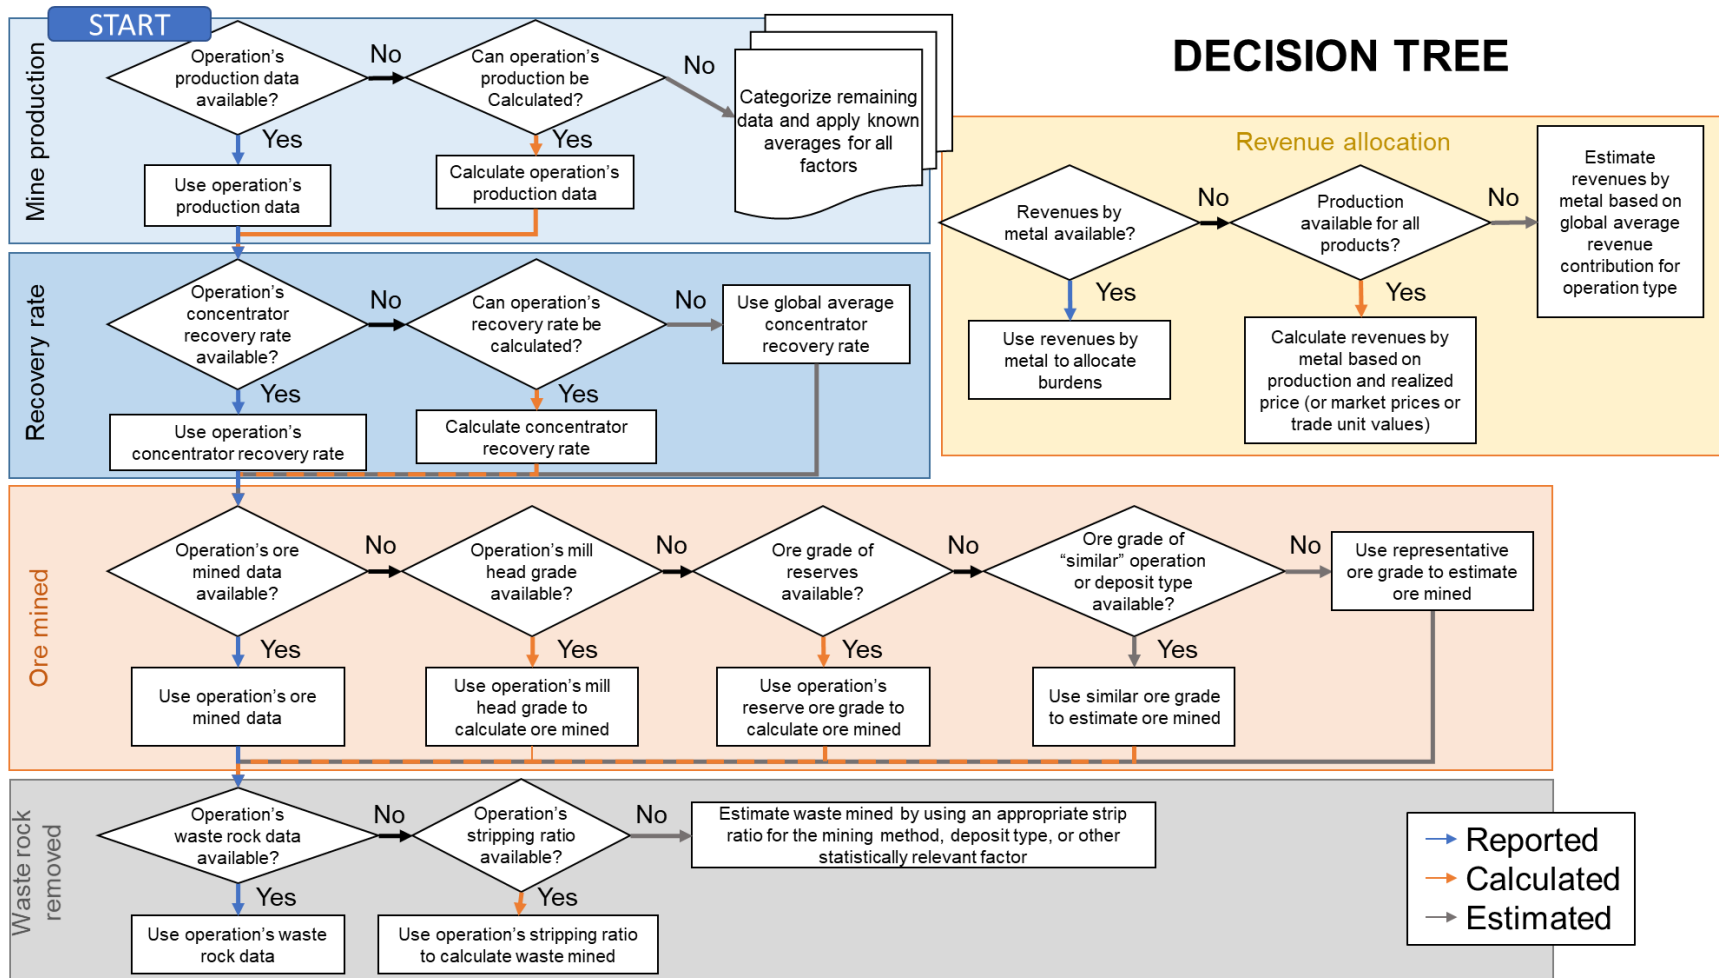 START
DECISION TREE
Mine production
Operation's
production data
available?
No
Can operation's
production be
Calculated?
No
Categorize remaining
data and apply known
averages for all
factors
Yes
Yes
Use operation's
production data
Calculate operation's
production data
Revenue allocation
Revenues by
metal available?
No
Production
available for all
products?
No
Estimate
revenues by
metal based on
global average
revenue
contribution for
operation type
Yes
Yes
Use revenues by
metal to allocate
burdens
Calculate revenues by
metal based on
production and realized
price (or market prices or
trade unit values)
Recovery rate
Operation's
concentrator
recovery rate
available?
No
Can operation's
recovery rate be
calculated?
No
Use global average
concentrator
recovery rate
Yes
Yes
Use operation's
concentrator recovery rate
Calculate concentrator
recovery rate
Ore mined
Operation's ore
mined data
available?
No
Operation's mill
head grade
available?
No
Ore grade of
reserves
available?
No
Ore grade of
“similar” operation
or deposit type
available?
No
Use representative
ore grade to estimate
ore mined
Yes
Yes
Yes
Yes
Use operation's ore
mined data
Use operation's mill
head grade to
calculate ore mined
Use operation's
reserve ore grade to
calculate ore mined
Use similar ore grade
to estimate ore mined
Waste rock
removed
Operation's
waste rock data
available?
No
Operation's
stripping ratio
available?
No
Estimate waste mined by using an appropriate strip
ratio for the mining method, deposit type, or other
statistically relevant factor
Yes
Yes
Use operation's waste
rock data
Use operation's stripping ratio
to calculate waste mined
Reported
Calculated
Estimated